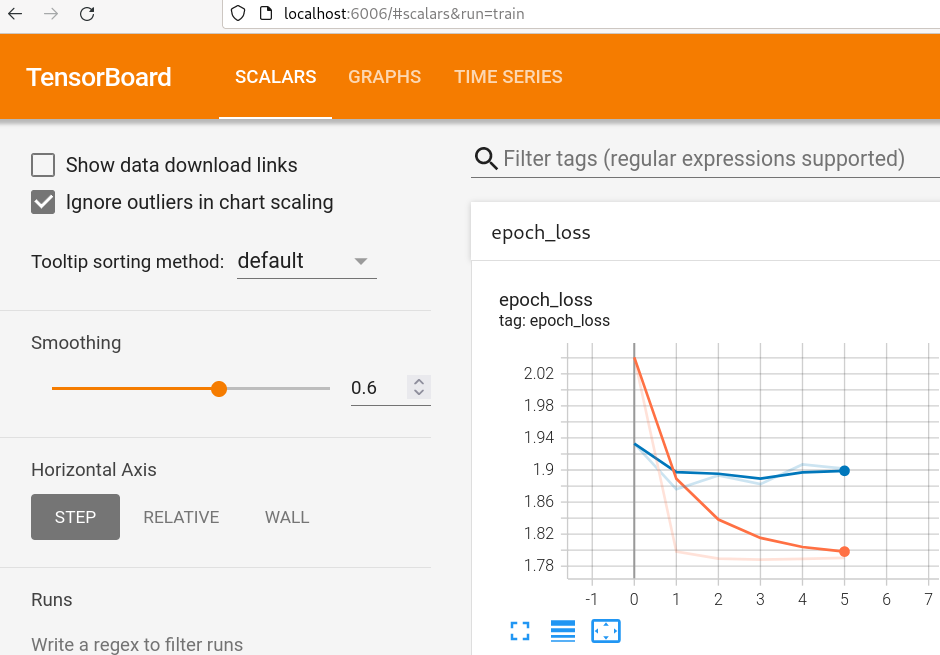 localhost:6006/#scalars&run=train
TensorBoard SCALARS GRAPHS TIME SERIES
Show data download links
Ignore outliers in chart scaling
Tooltip sorting method: default
Smoothing
0.6
Horizontal Axis
STEP RELATIVE WALL
Runs
Write a regex to filter runs
Filter tags (regular expressions supported)
epoch_loss
epoch_loss
tag: epoch_loss
2.02
1.98
1.94
1.9
1.86
1.82
1.78
-1 0 1 2 3 4 5 6 7